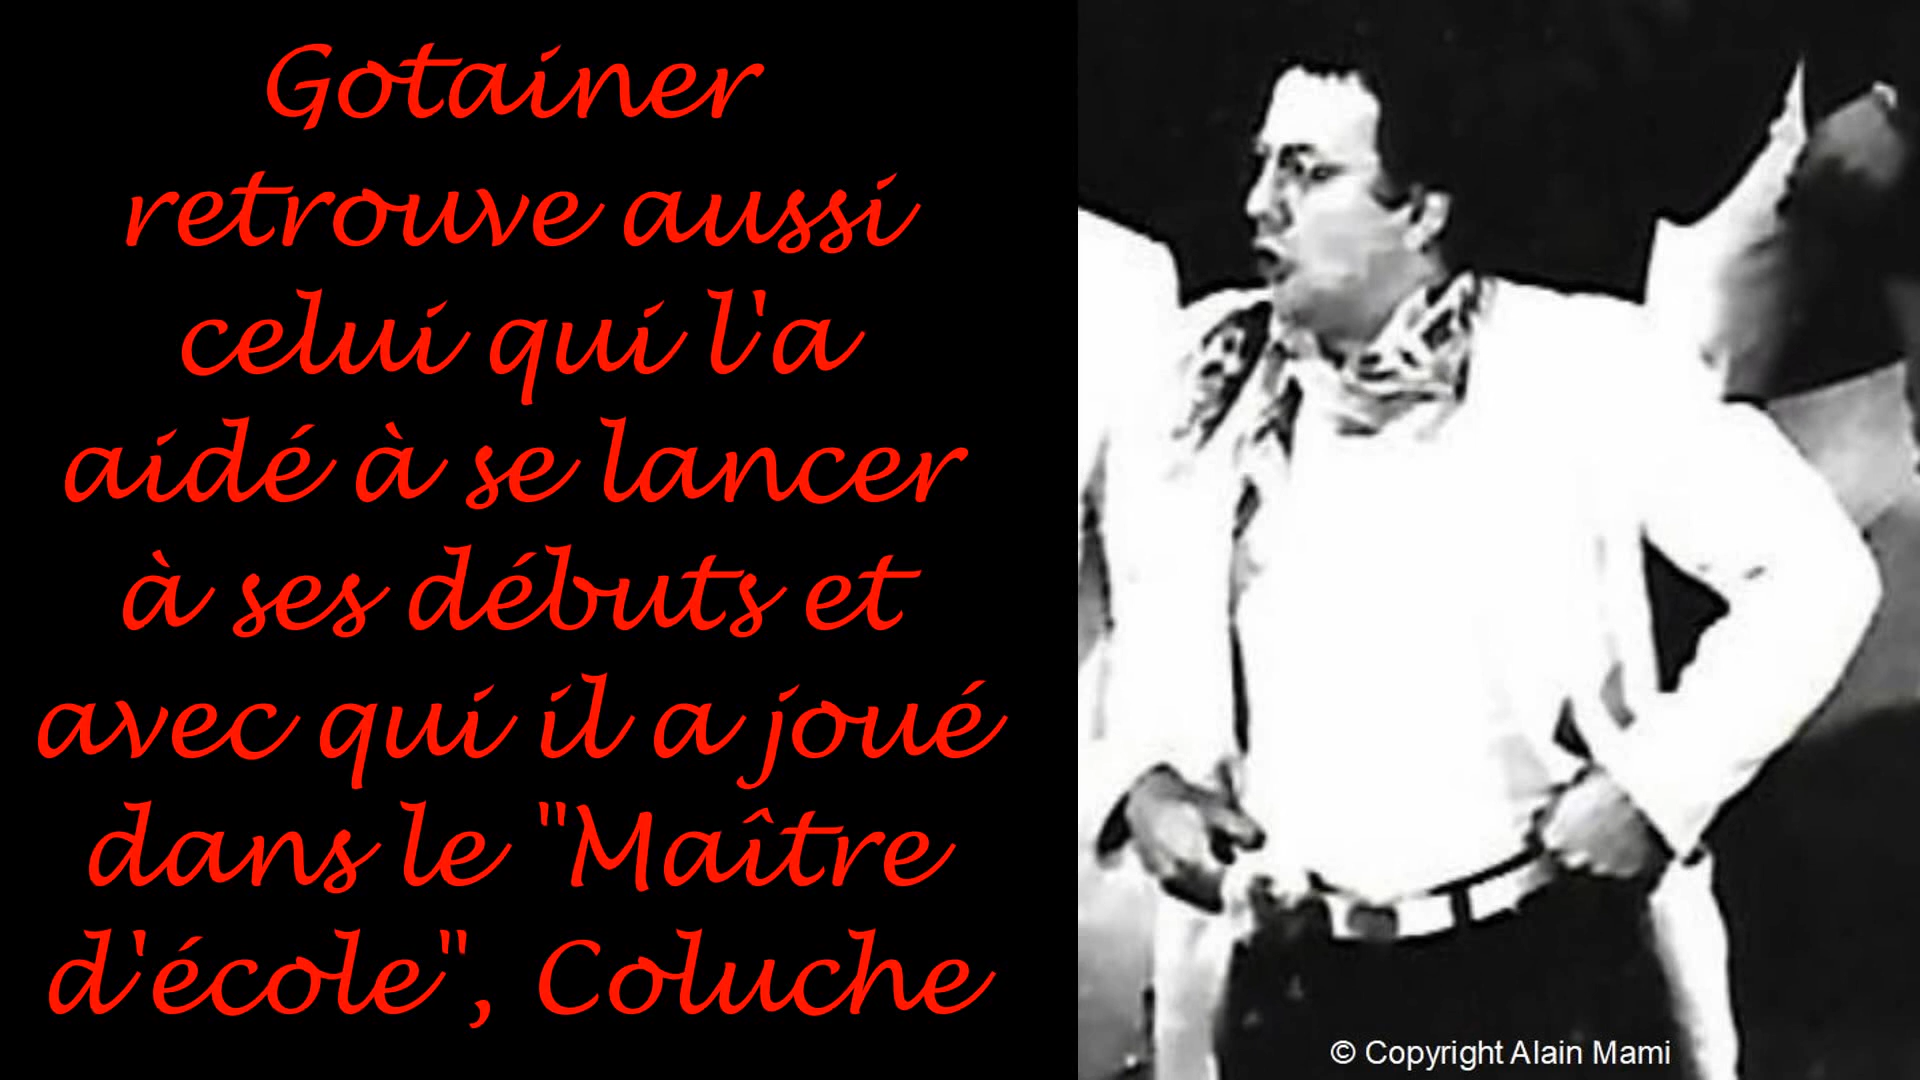 Gotainer
retrouve aussi
celui qui l'a
aidé à se lancer
à ses débuts et
avec qui il a joué
dans le "Maître
d'école", Coluche
© Copyright Alain Mami